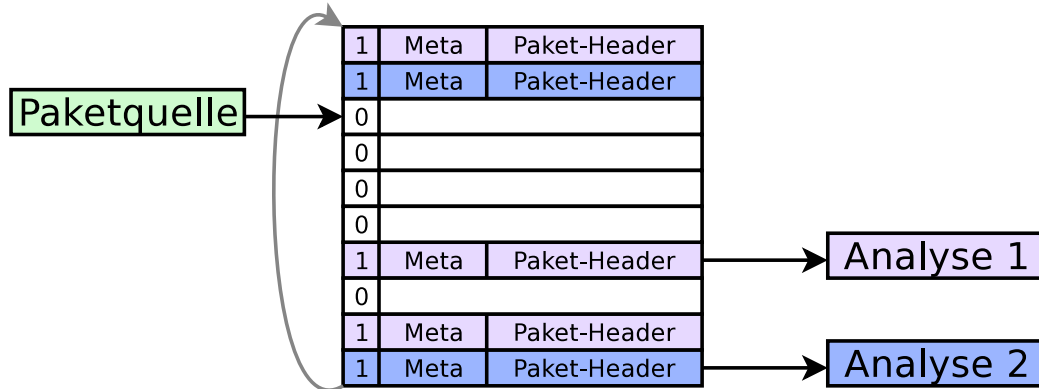 1 Meta Paket-Header
1 Meta Paket-Header
Paketquelle
0
0
0
0
1 Meta Paket-Header
Analyse 1
0
1 Meta Paket-Header
1 Meta Paket-Header
Analyse 2